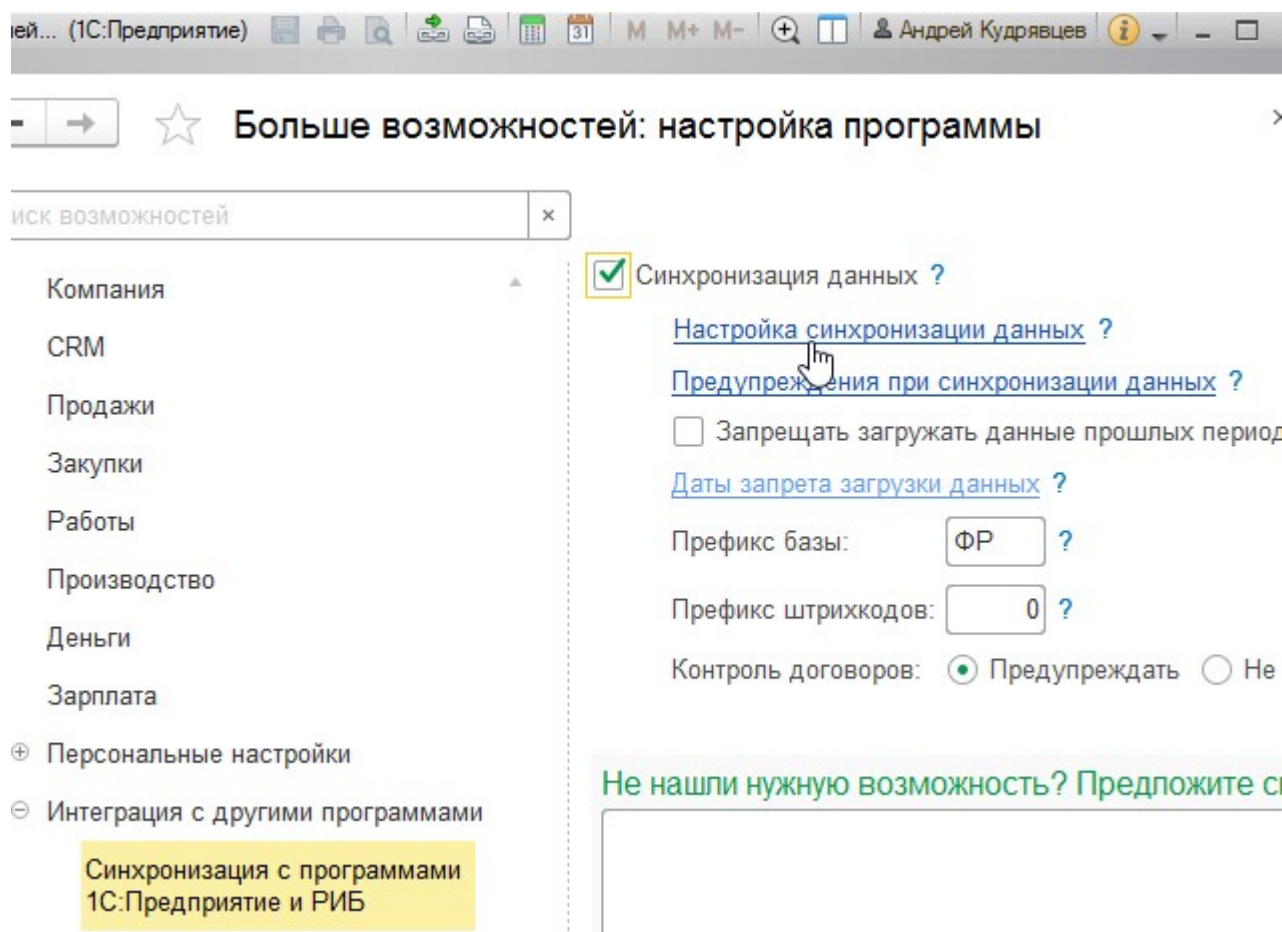 ей... (1С:Предприятие) 31 M M+ M- Андрей Кудрявцев i
Больше возможностей: настройка программы
иск возможностей
Компания
CRM
Продажи
Закупки
Работы
Производство
Деньги
Зарплата
Персональные настройки
Интеграция с другими программами
Синхронизация с программами
1С:Предприятие и РИБ
Синхронизация данных ?
Настройка синхронизации данных ?
Предупреждения при синхронизации данных ?
Запрещать загружать данные прошлых период
Даты запрета загрузки данных ?
Префикс базы: ФР ?
Префикс штрихкодов: 0 ?
Контроль договоров: Предупреждать Не
Не нашли нужную возможность? Предложите с